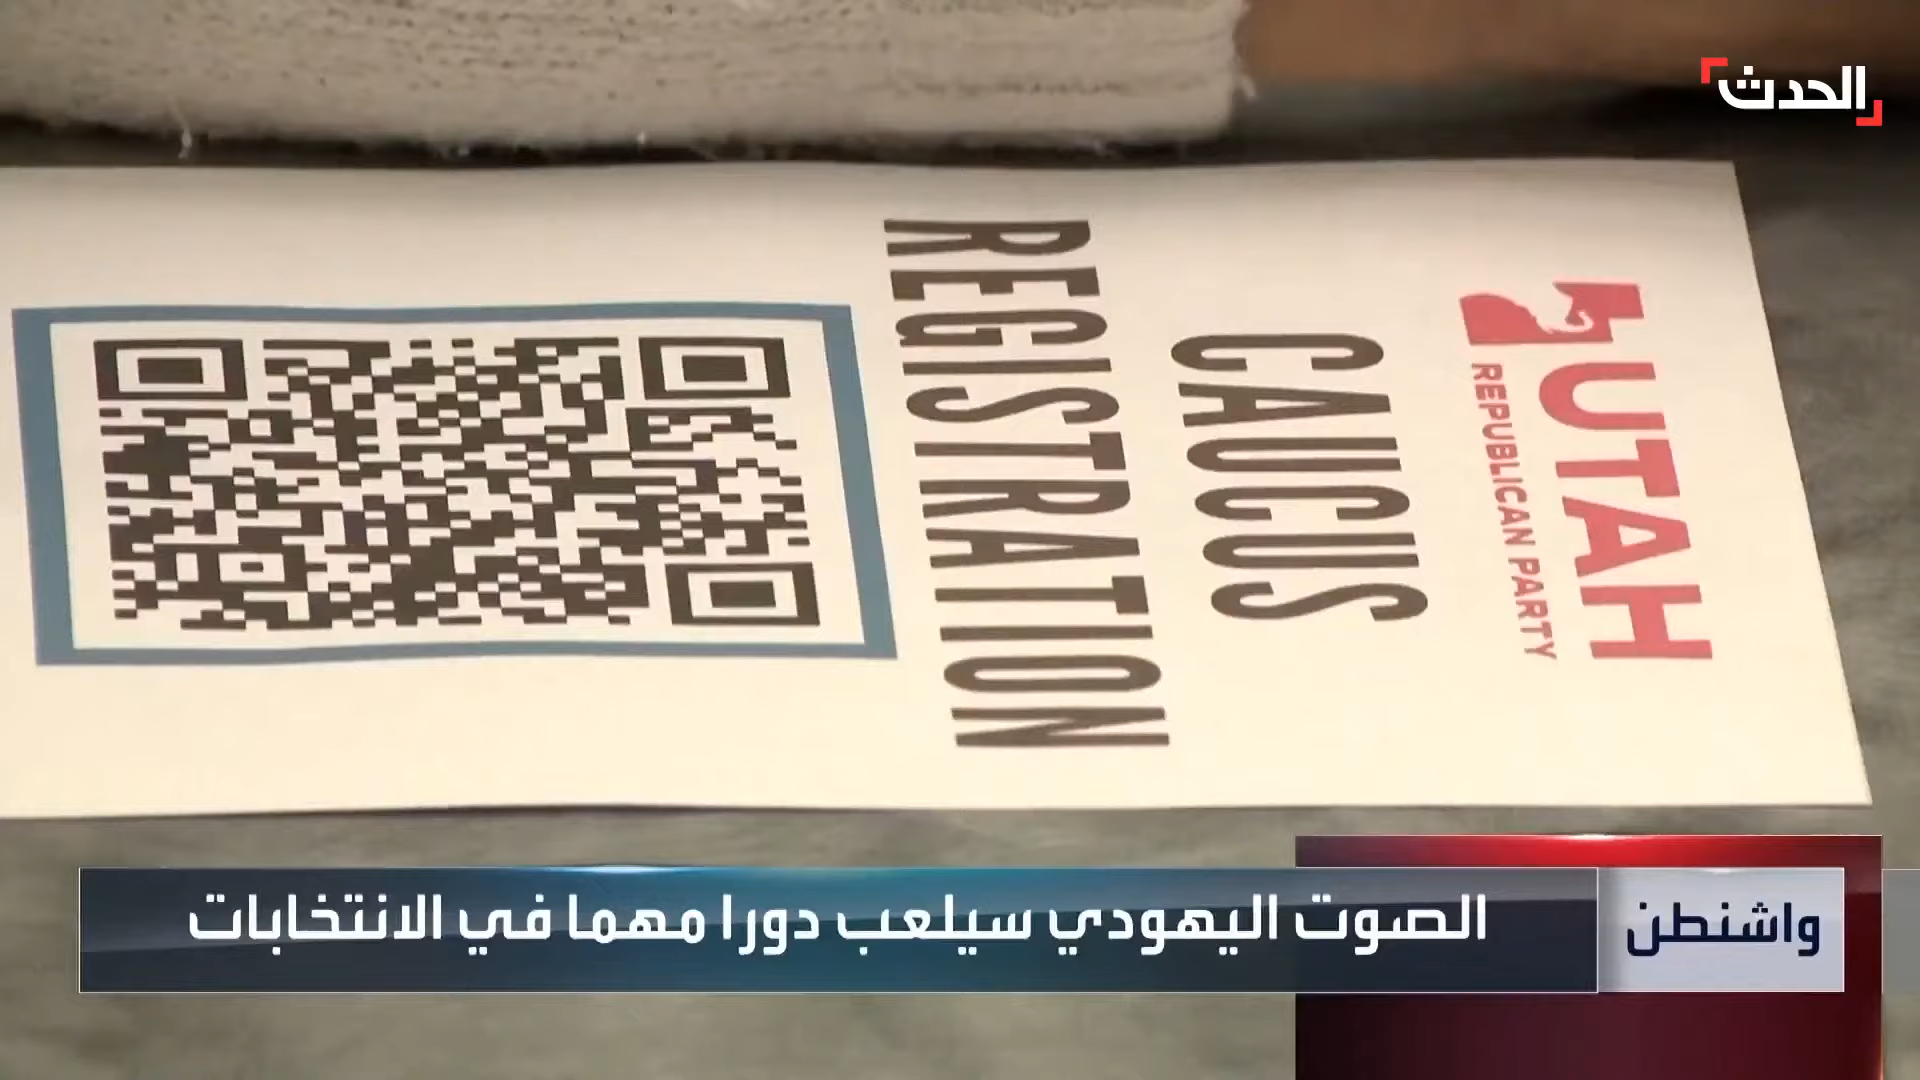 الحدث
UTAH
REPUBLICAN PARTY
CAUCUS
REGISTRATION
واشنطن
الصوت اليهودي سيلعب دورا مهما في الانتخابات